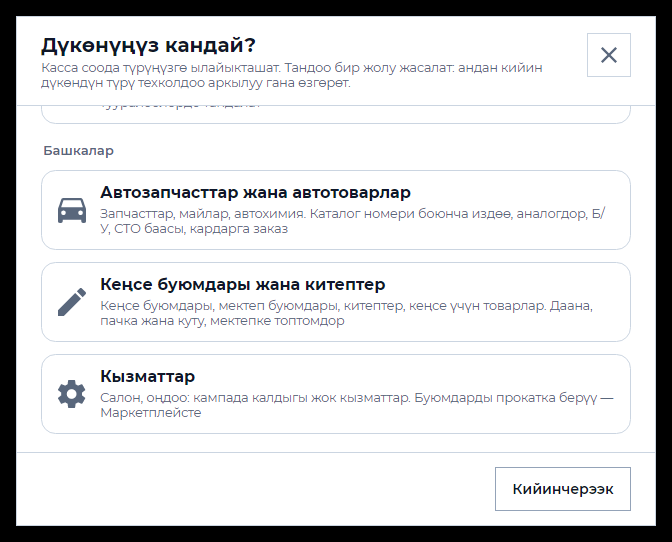 Дүкөнүңүз кандай?
Касса соода түрүңүзгө ылайыкташат. Тандоо бир жолу жасалат: андан кийин
дүкөндүн түрү техколдоо аркылуу гана өзгөрөт.
Башкалар
Автозапчасттар жана автотоварлар
Запчасттар, майлар, автохимия. Каталог номери боюнча издөө, аналогдор, Б/
У, СТО баасы, кардарга заказ
Кеңсе буюмдары жана китептер
Кеңсе буюмдары, мектеп буюмдары, китептер, кеңсе үчүн товарлар. Даана,
пачка жана куту, мектепке топтомдор
Кызматтар
Салон, оңдоо: кампада калдыгы жок кызматтар. Буюмдарды прокатка берүү —
Маркетплейсте
Кийинчерээк